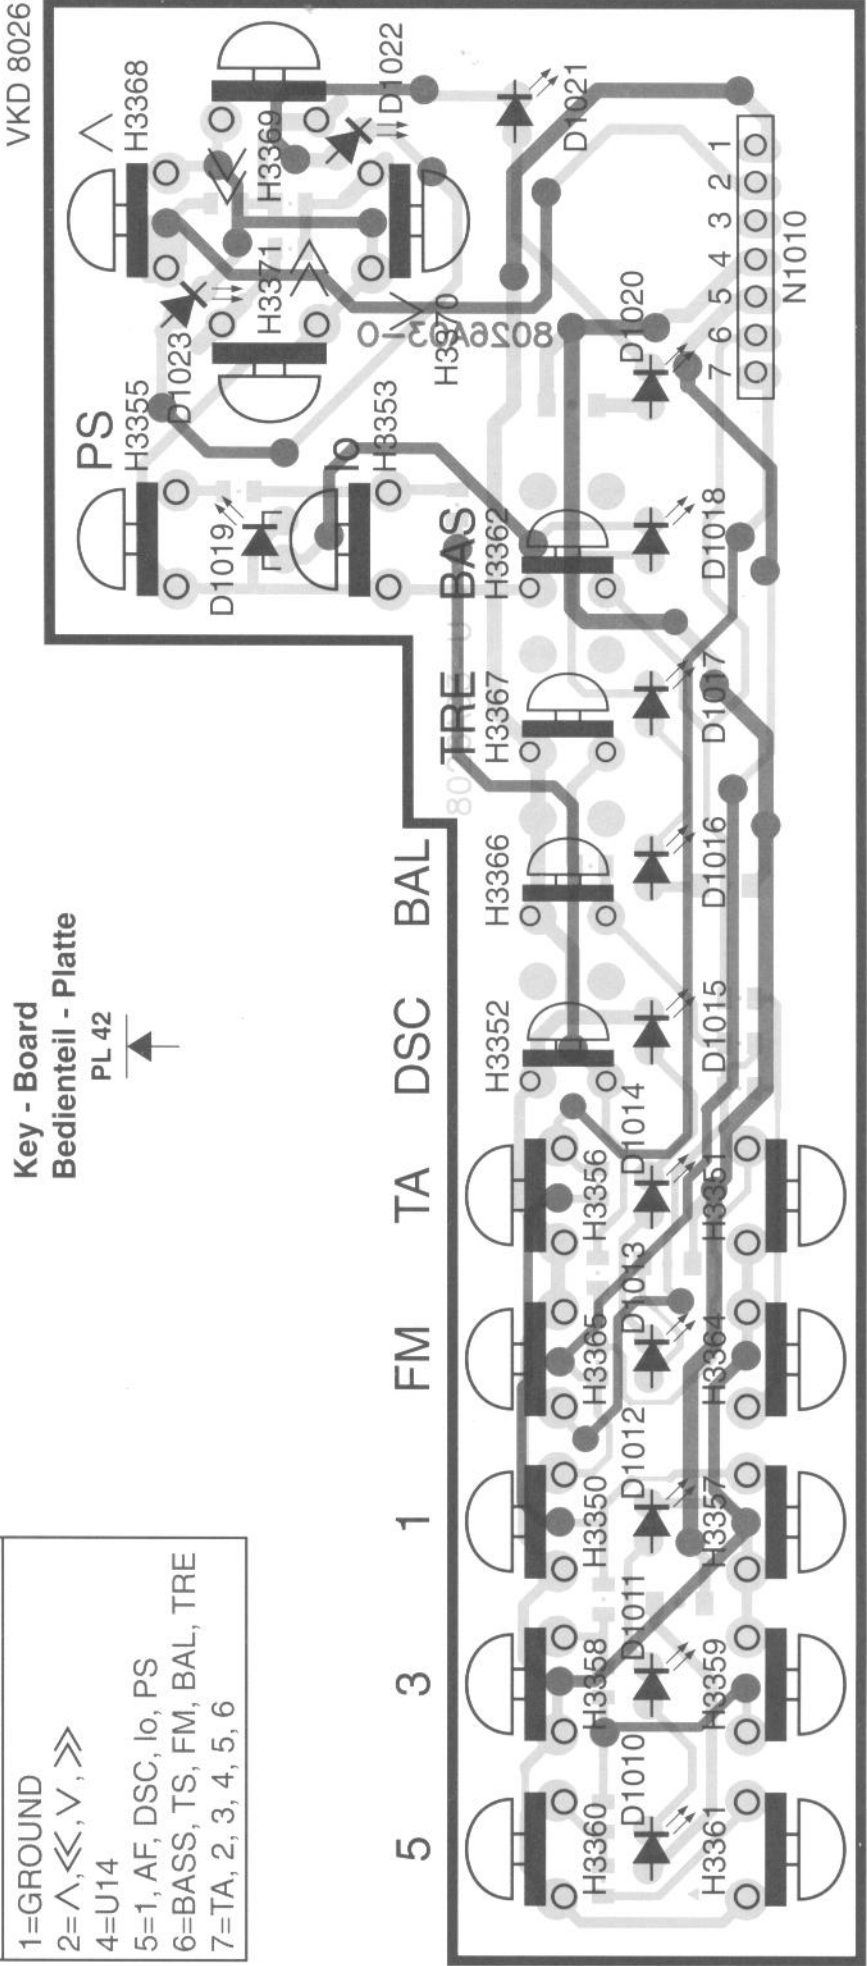 VKD 8026
Key - Board
Bedienteil - Platte
PL 42
1=GROUND
2=∧,≪,∨,≫
4=U14
5=1, AF, DSC, lo, PS
6=BASS, TS, FM, BAL, TRE
7=TA, 2, 3, 4, 5, 6
5
3
1
FM
TA
DSC
BAL
TRE
BAS
PS
lo
H3368
H3369
D1022
D1021
H3371
H3370
D1023
H3355
H3353
8026A93-0
D1020
1 2 3 4 5 6 7
N1010
D1019
H3362
D1018
H3367
D1017
H3366
D1016
H3352
D1015
D1014
H3356
H3351
D1013
H3365
H3364
D1012
H3350
H3357
D1011
H3358
H3359
D1010
H3360
H3361